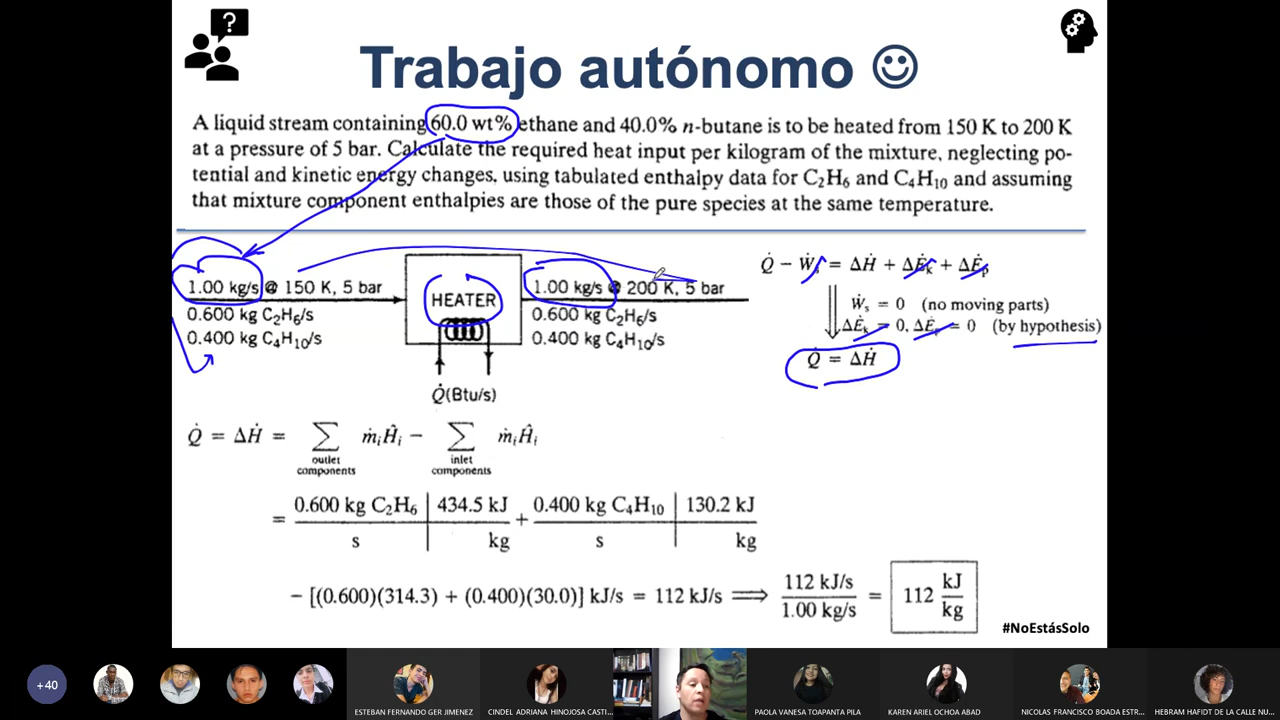 ?
Trabajo autónomo
A liquid stream containing 60.0 wt% ethane and 40.0% n-butane is to be heated from 150 K to 200 K
at a pressure of 5 bar. Calculate the required heat input per kilogram of the mixture, neglecting po-
tential and kinetic energy changes, using tabulated enthalpy data for C₂H₆ and C₄H₁₀ and assuming
that mixture component enthalpies are those of the pure species at the same temperature.
1.00 kg/s @ 150 K, 5 bar
0.600 kg C₂H₆/s
0.400 kg C₄H₁₀/s
HEATER
Q̇(Btu/s)
1.00 kg/s @ 200 K, 5 bar
0.600 kg C₂H₆/s
0.400 kg C₄H₁₀/s
Q̇ − Ẇₛ = ΔḢ + ΔĖₖ + ΔĖₚ
Ẇₛ = 0 (no moving parts)
ΔĖₖ = 0, ΔĖₚ = 0 (by hypothesis)
Q̇ = ΔḢ
Q̇ = ΔḢ = Σ ṁᵢĤᵢ − Σ ṁᵢĤᵢ
outlet components inlet components
= 0.600 kg C₂H₆ | 434.5 kJ + 0.400 kg C₄H₁₀ | 130.2 kJ
s | kg s | kg
− [(0.600)(314.3) + (0.400)(30.0)] kJ/s = 112 kJ/s ⟹ 112 kJ/s / 1.00 kg/s = 112 kJ/kg
#NoEstásSolo
+40
ESTEBAN FERNANDO GER JIMENEZ
CINDEL ADRIANA HINOJOSA CASTI...
PAOLA VANESA TOAPANTA PILA
KAREN ARIEL OCHOA ABAD
NICOLAS FRANCISCO BOADA ESTR...
HEBRAM HAFIDT DE LA CALLE NU...